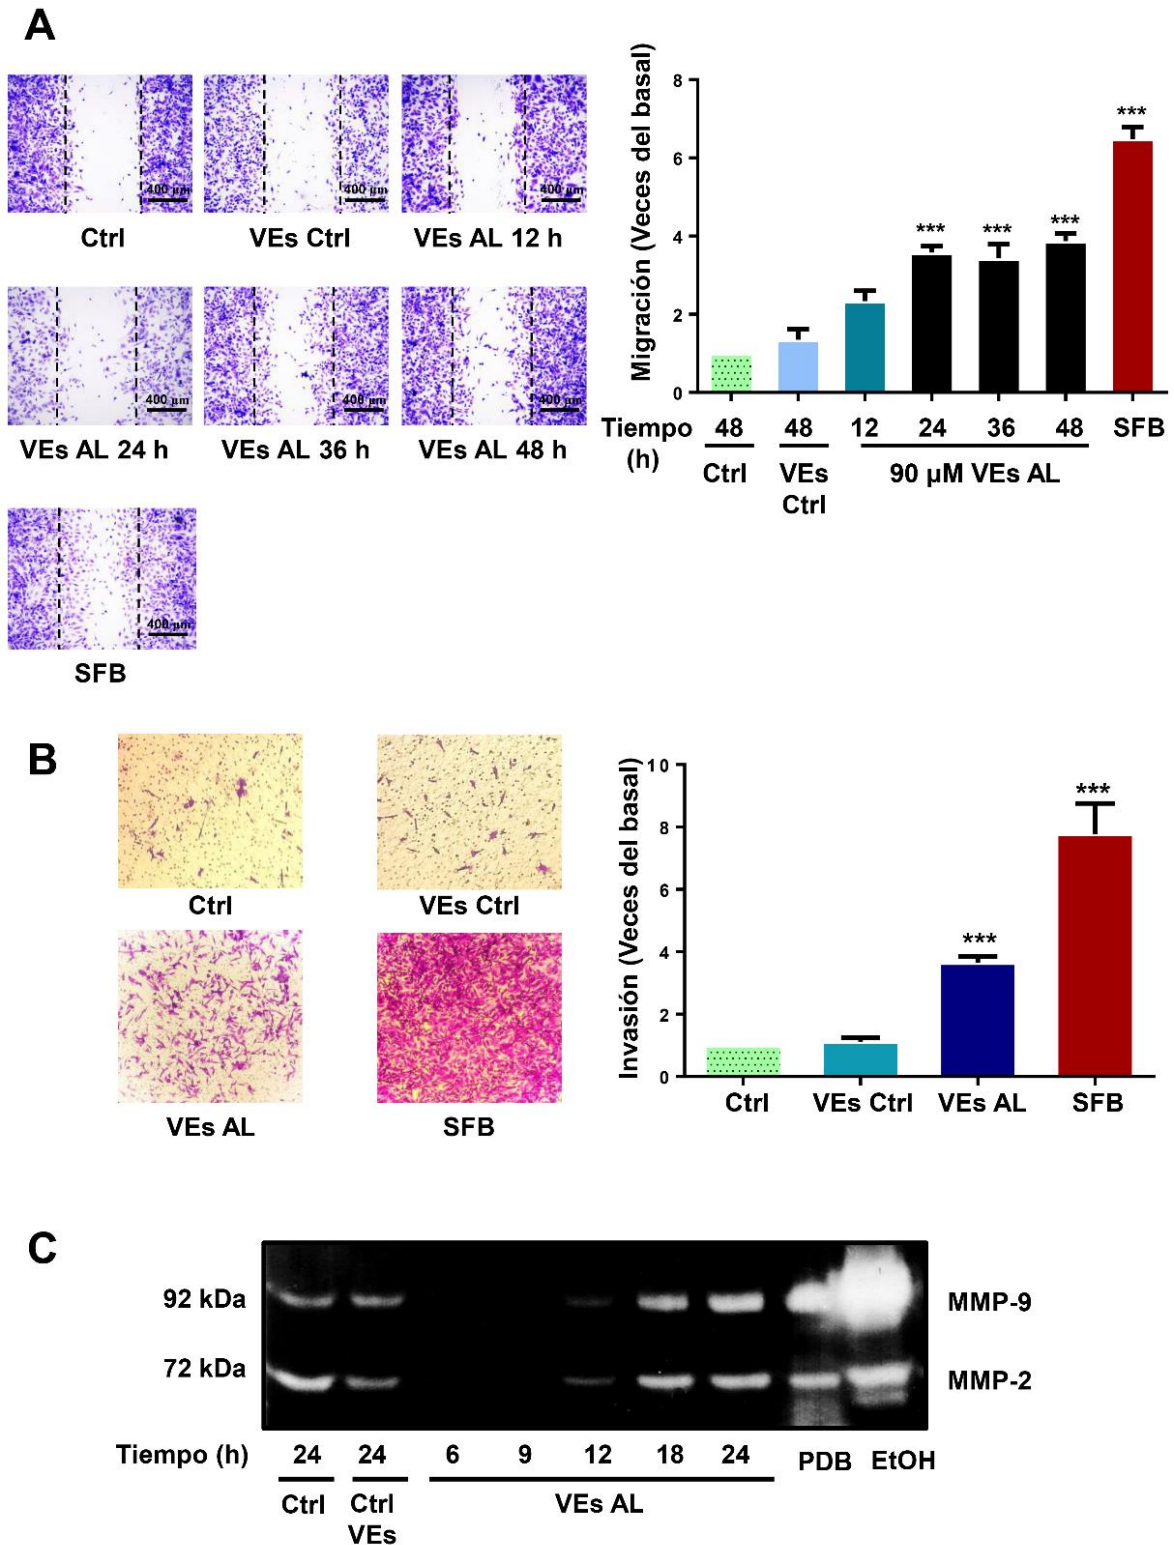 A
400 µm
400 µm
400 µm
Ctrl
VEs Ctrl
VEs AL 12 h
400 µm
400 µm
400 µm
VEs AL 24 h
VEs AL 36 h
VEs AL 48 h
400 µm
SFB
Migración (Veces del basal)
8
6
4
2
0
***
***
***
***
Tiempo
(h)
48
48
12
24
36
48
SFB
Ctrl
VEs
Ctrl
90 µM VEs AL
B
Ctrl
VEs Ctrl
VEs AL
SFB
Invasión (Veces del basal)
10
8
6
4
2
0
***
***
Ctrl
VEs Ctrl
VEs AL
SFB
C
92 kDa
72 kDa
MMP-9
MMP-2
Tiempo (h)
24
24
6
9
12
18
24
PDB
EtOH
Ctrl
Ctrl
VEs
VEs AL